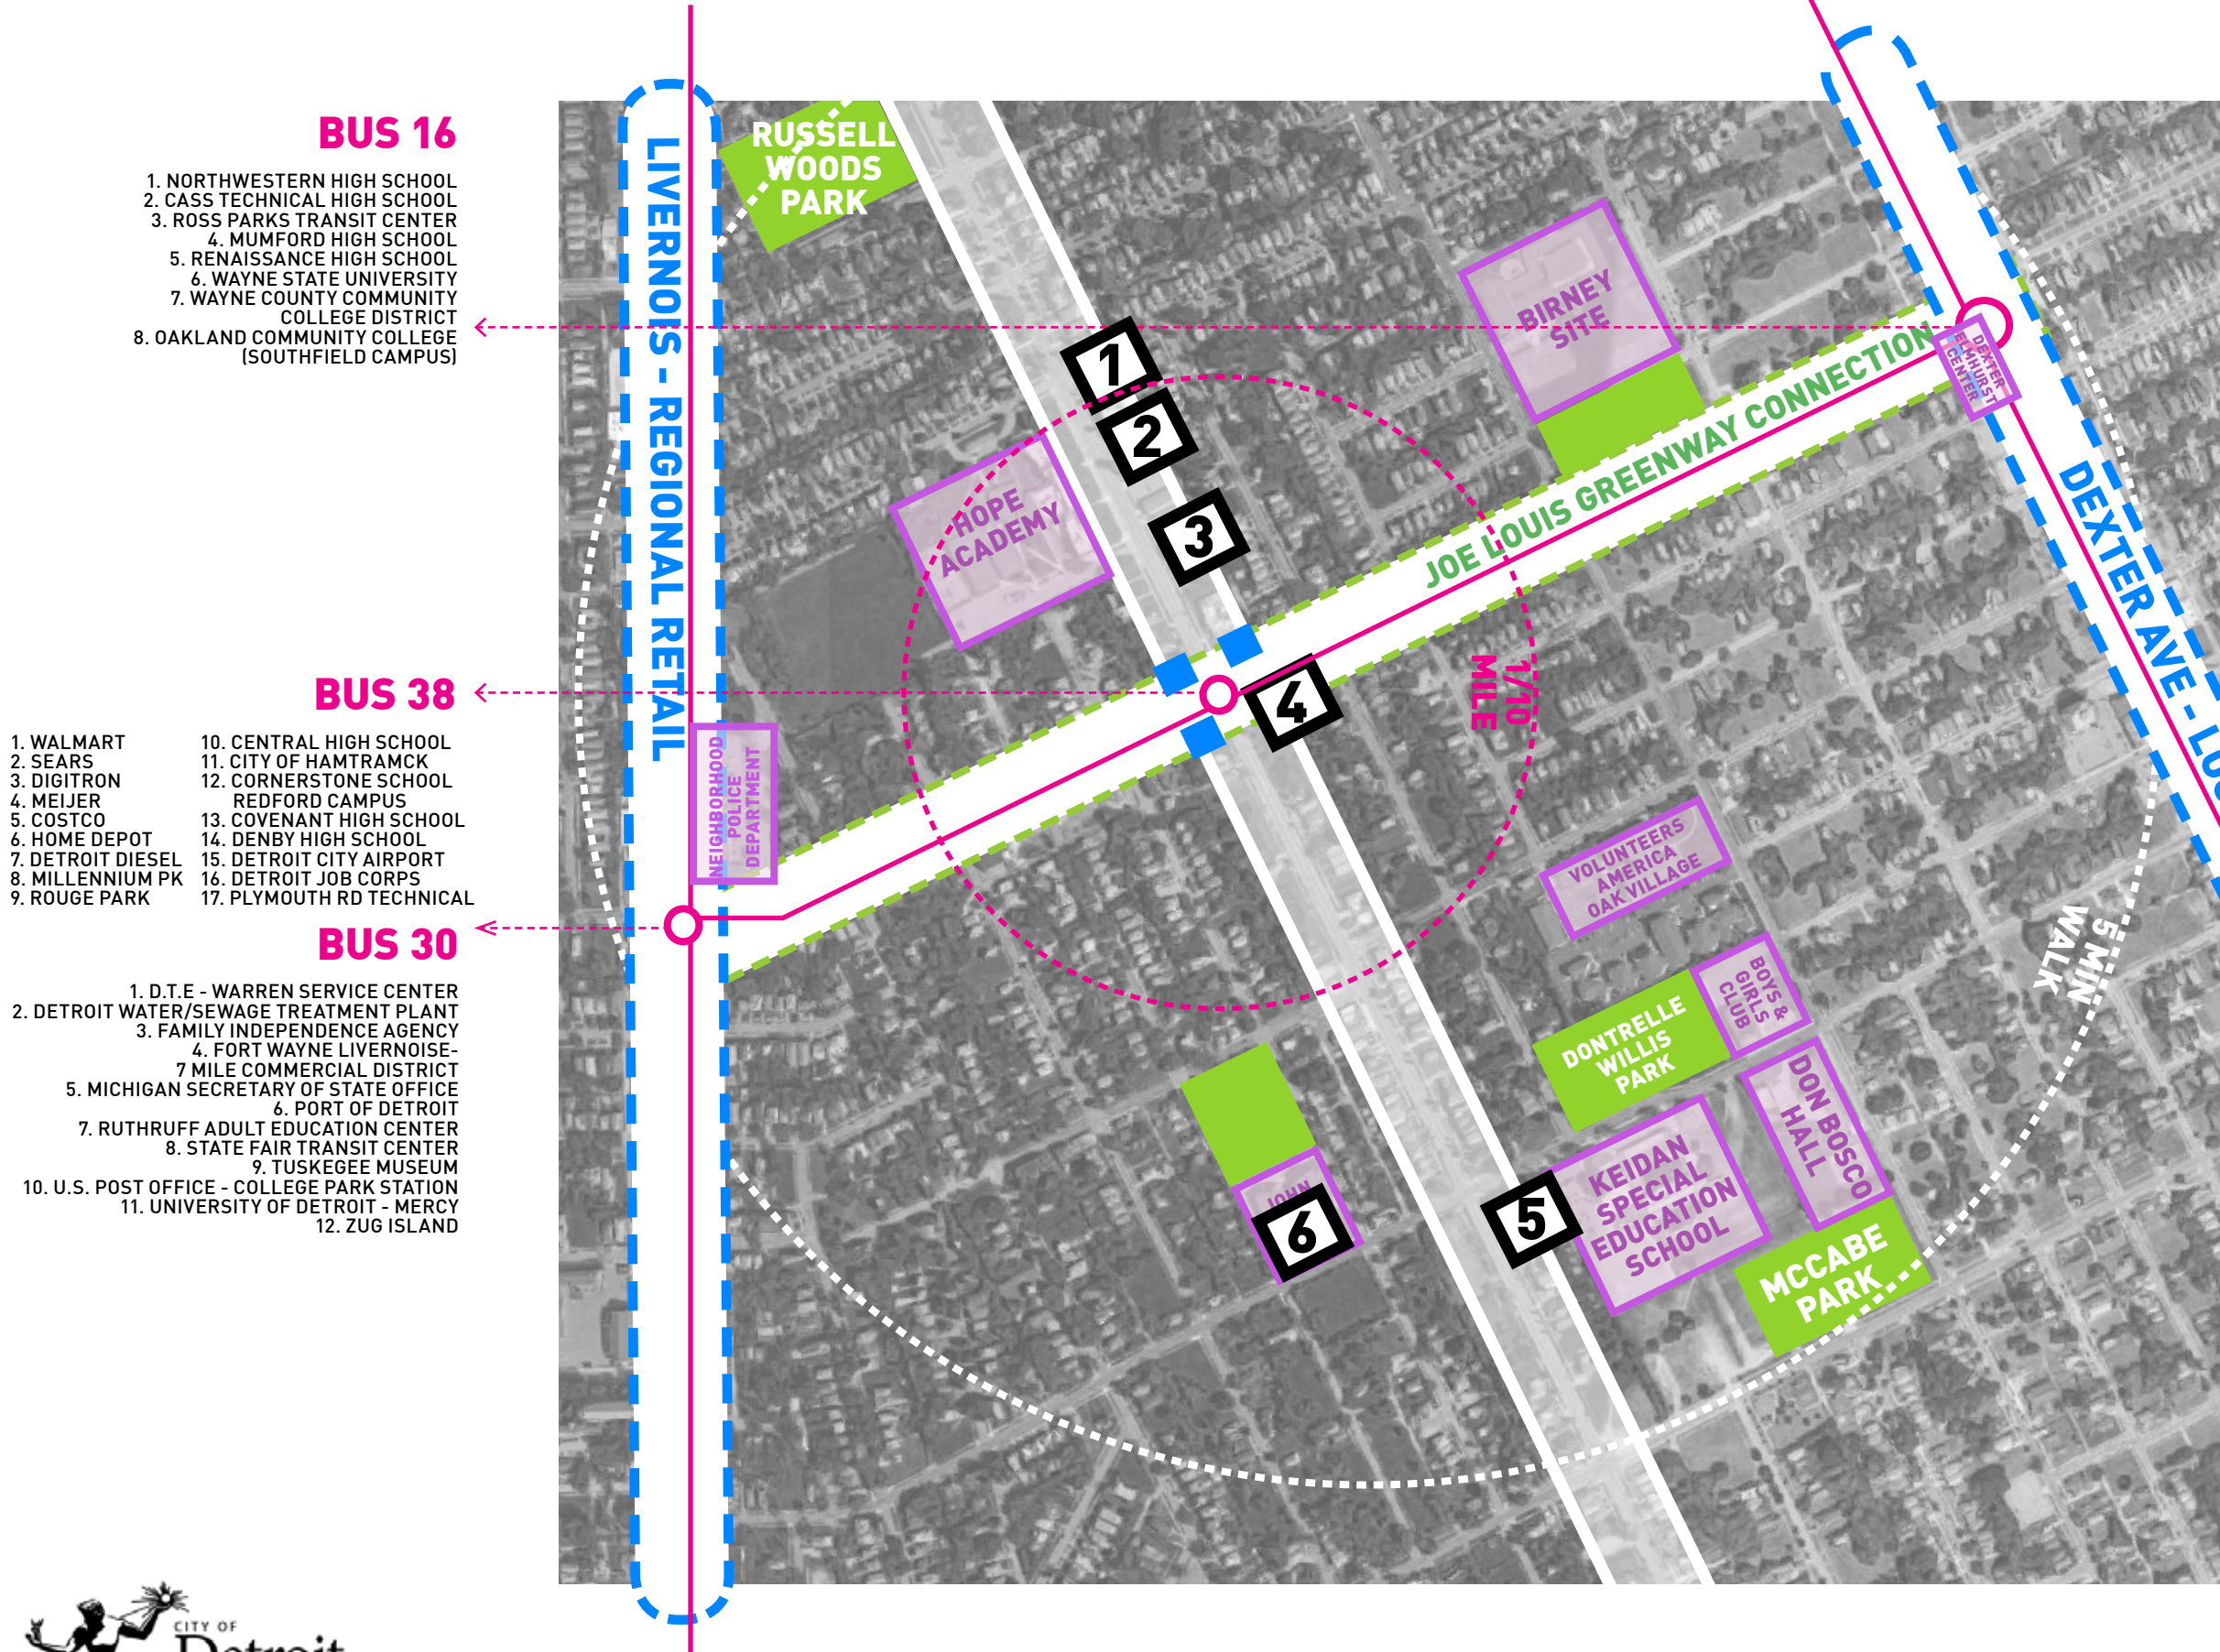 BUS 16
1. NORTHWESTERN HIGH SCHOOL
2. CASS TECHNICAL HIGH SCHOOL
3. ROSS PARKS TRANSIT CENTER
4. MUMFORD HIGH SCHOOL
5. RENAISSANCE HIGH SCHOOL
6. WAYNE STATE UNIVERSITY
7. WAYNE COUNTY COMMUNITY
COLLEGE DISTRICT
8. OAKLAND COMMUNITY COLLEGE
(SOUTHFIELD CAMPUS)
BUS 38
1. WALMART
2. SEARS
3. DIGITRON
4. MEIJER
5. COSTCO
6. HOME DEPOT
7. DETROIT DIESEL
8. MILLENNIUM PK
9. ROUGE PARK
10. CENTRAL HIGH SCHOOL
11. CITY OF HAMTRAMCK
12. CORNERSTONE SCHOOL
REDFORD CAMPUS
13. COVENANT HIGH SCHOOL
14. DENBY HIGH SCHOOL
15. DETROIT CITY AIRPORT
16. DETROIT JOB CORPS
17. PLYMOUTH RD TECHNICAL
BUS 30
1. D.T.E - WARREN SERVICE CENTER
2. DETROIT WATER/SEWAGE TREATMENT PLANT
3. FAMILY INDEPENDENCE AGENCY
4. FORT WAYNE LIVERNOISE-
7 MILE COMMERCIAL DISTRICT
5. MICHIGAN SECRETARY OF STATE OFFICE
6. PORT OF DETROIT
7. RUTHRUFF ADULT EDUCATION CENTER
8. STATE FAIR TRANSIT CENTER
9. TUSKEGEE MUSEUM
10. U.S. POST OFFICE - COLLEGE PARK STATION
11. UNIVERSITY OF DETROIT - MERCY
12. ZUG ISLAND
LIVERNOIS - REGIONAL RETAIL
RUSSELL
WOODS
PARK
1
2
3
HOPE
ACADEMY
BIRNEY
SITE
JOE LOUIS GREENWAY CONNECTION
DEXTER
ELMHURST
CENTER
DEXTER AVE -
4
1/10
MILE
NEIGHBORHOOD
POLICE
DEPARTMENT
VOLUNTEERS
AMERICA
OAK VILLAGE
5 MIN
WALK
BOYS &
GIRLS
CLUB
DONTRELLE
WILLIS
PARK
DON BOSCO
HALL
KEIDAN
SPECIAL
EDUCATION
SCHOOL
5
MCCABE
PARK
JOHN
6
CITY OF
Detroit